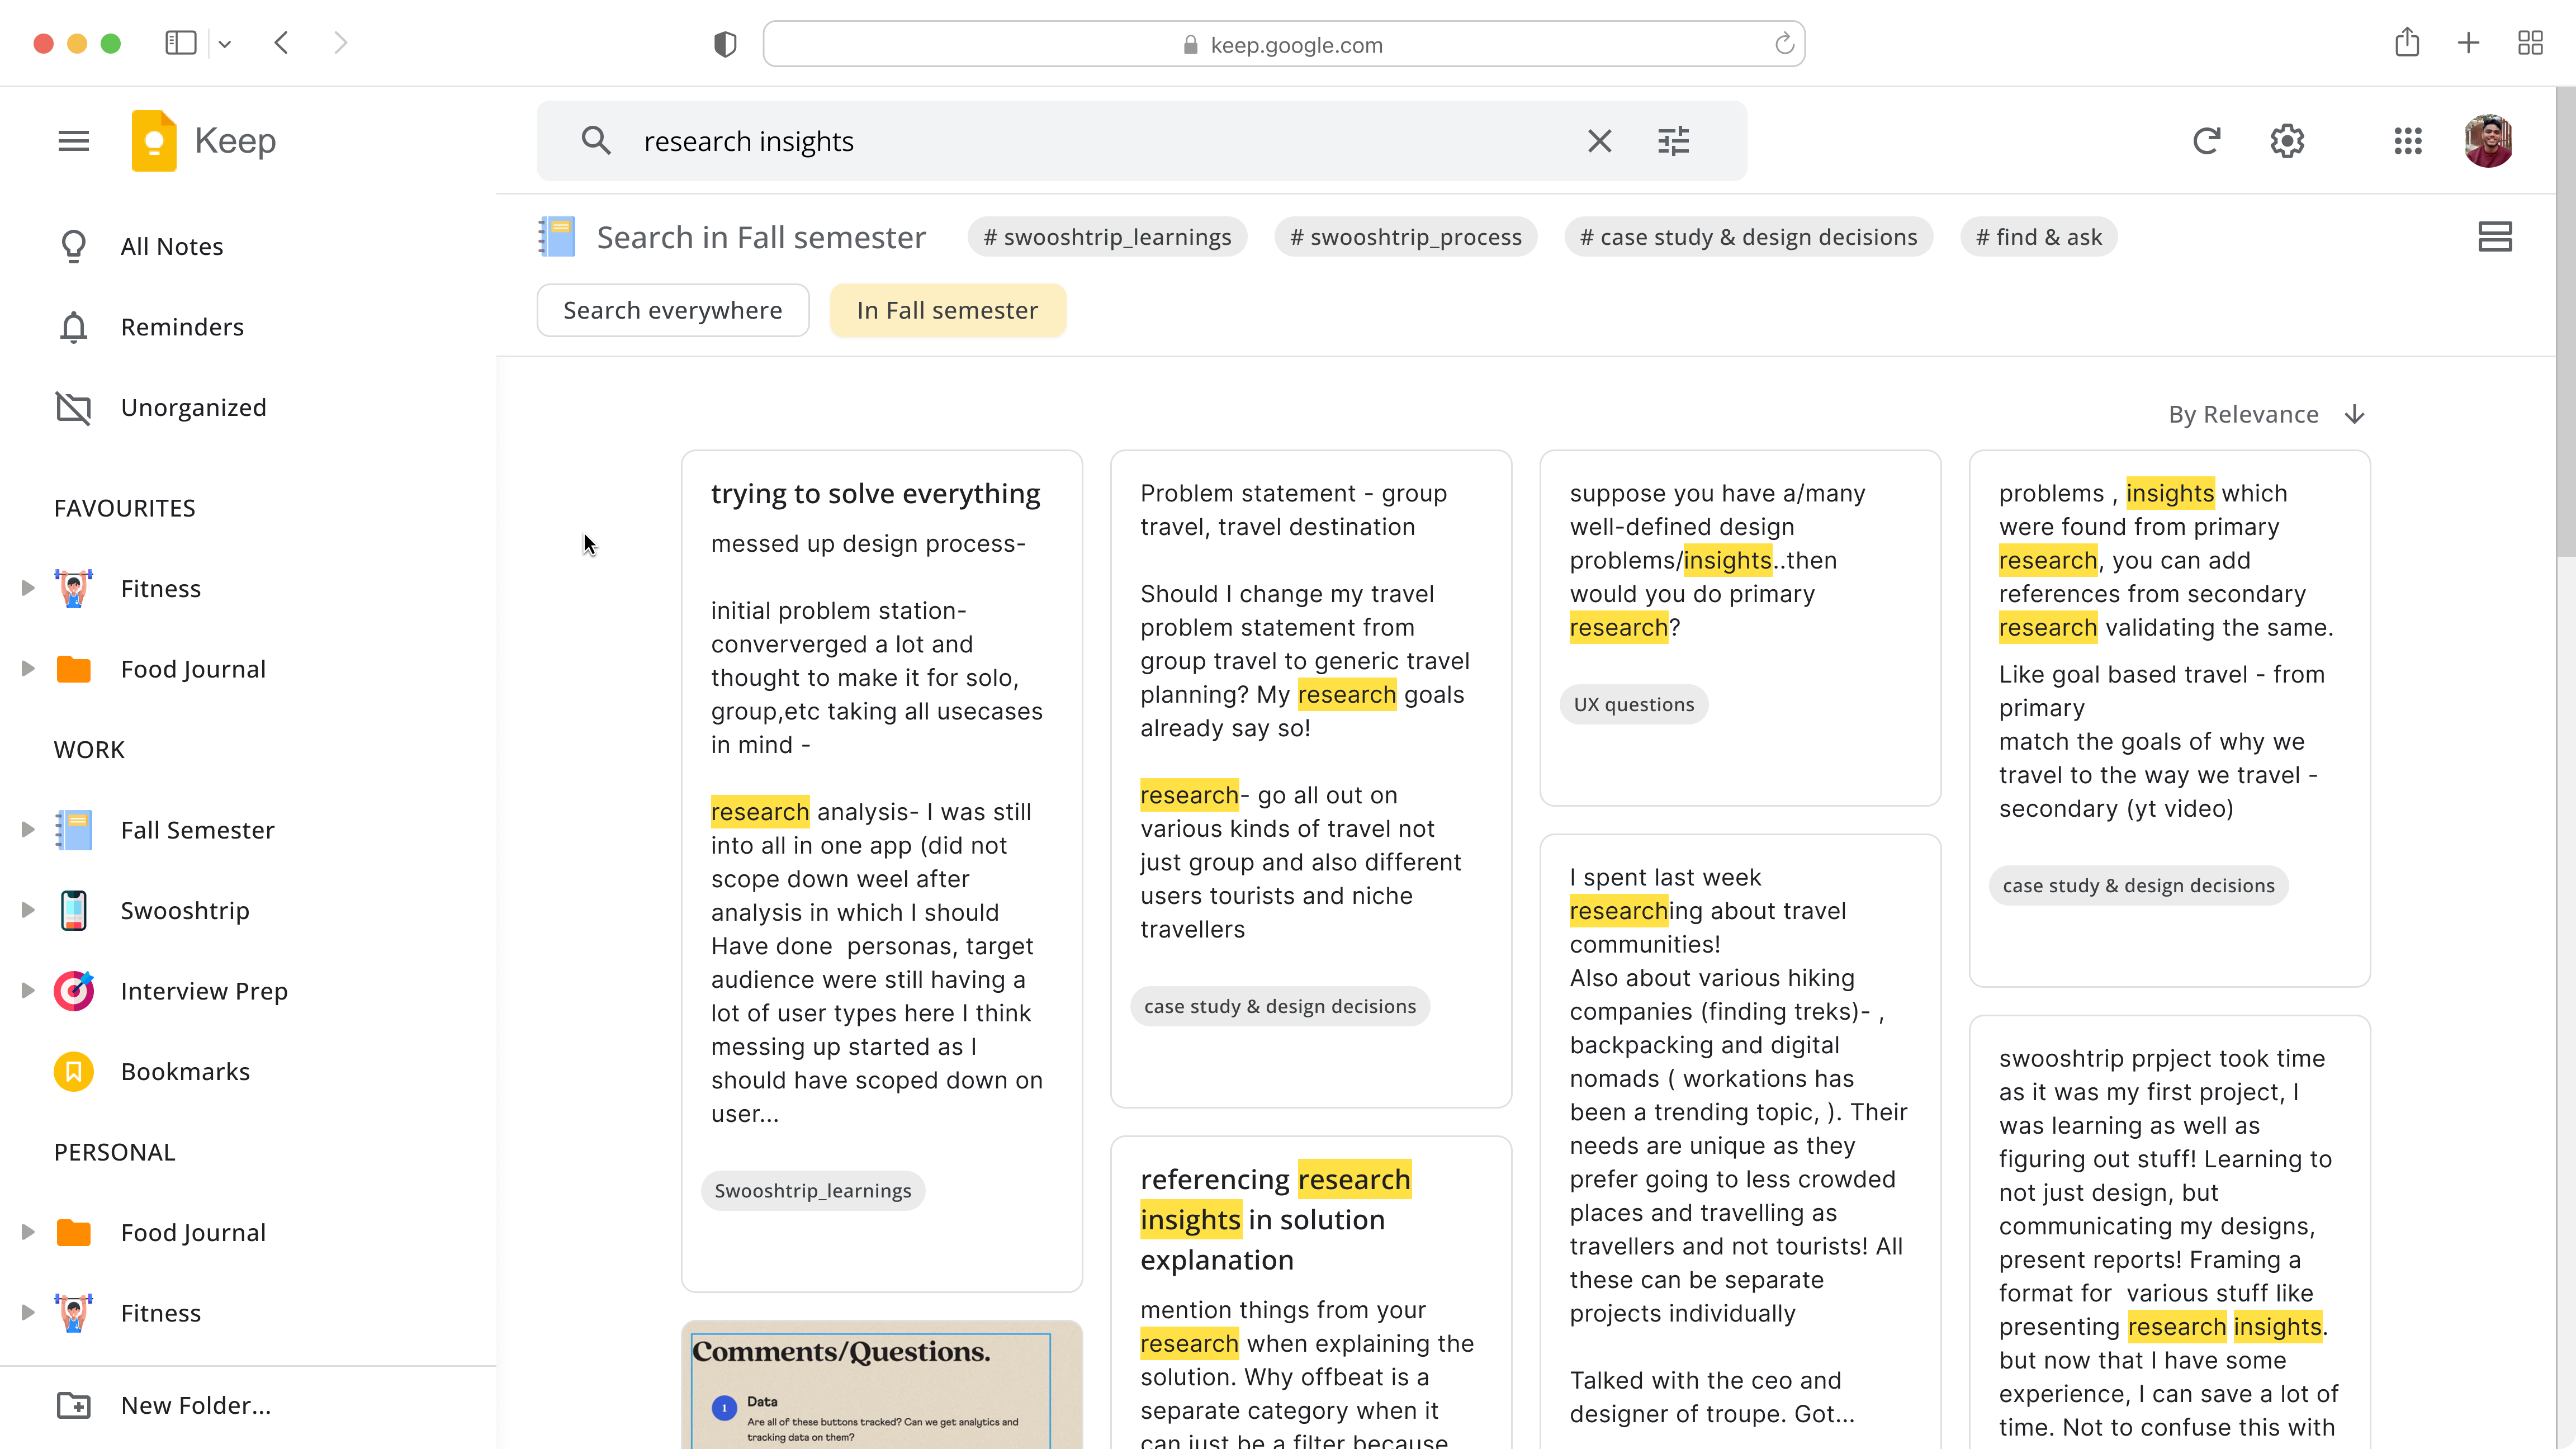 keep.google.com
Keep
research insights
All Notes
Reminders
Unorganized
FAVOURITES
Fitness
Food Journal
WORK
Fall Semester
Swooshtrip
Interview Prep
Bookmarks
PERSONAL
Food Journal
Fitness
New Folder...
Search in Fall semester
# swooshtrip_learnings
# swooshtrip_process
# case study & design decisions
# find & ask
Search everywhere
In Fall semester
By Relevance
trying to solve everything
messed up design process-
initial problem station-
convervrged a lot and
thought to make it for solo,
group,etc taking all usecases
in mind -
research analysis- I was still
into all in one app (did not
scope down weel after
analysis in which I should
Have done  personas, target
audience were still having a
lot of user types here I think
messing up started as I
should have scoped down on
user...
Swooshtrip_learnings
Comments/Questions.
1
Data
Are all of these buttons tracked? Can we get analytics and
tracking data on them?
Problem statement - group
travel, travel destination
Should I change my travel
problem statement from
group travel to generic travel
planning? My research goals
already say so!
research- go all out on
various kinds of travel not
just group and also different
users tourists and niche
travellers
case study & design decisions
referencing research
insights in solution
explanation
mention things from your
research when explaining the
solution. Why offbeat is a
separate category when it
can just be a filter because
suppose you have a/many
well-defined design
problems/insights..then
would you do primary
research?
UX questions
I spent last week
researching about travel
communities!
Also about various hiking
companies (finding treks)- ,
backpacking and digital
nomads ( workations has
been a trending topic, ). Their
needs are unique as they
prefer going to less crowded
places and travelling as
travellers and not tourists! All
these can be separate
projects individually
Talked with the ceo and
designer of troupe. Got...
problems , insights which
were found from primary
research, you can add
references from secondary
research validating the same.
Like goal based travel - from
primary
match the goals of why we
travel to the way we travel -
secondary (yt video)
case study & design decisions
swooshtrip prpject took time
as it was my first project, I
was learning as well as
figuring out stuff! Learning to
not just design, but
communicating my designs,
present reports! Framing a
format for  various stuff like
presenting research insights.
but now that I have some
experience, I can save a lot of
time. Not to confuse this with